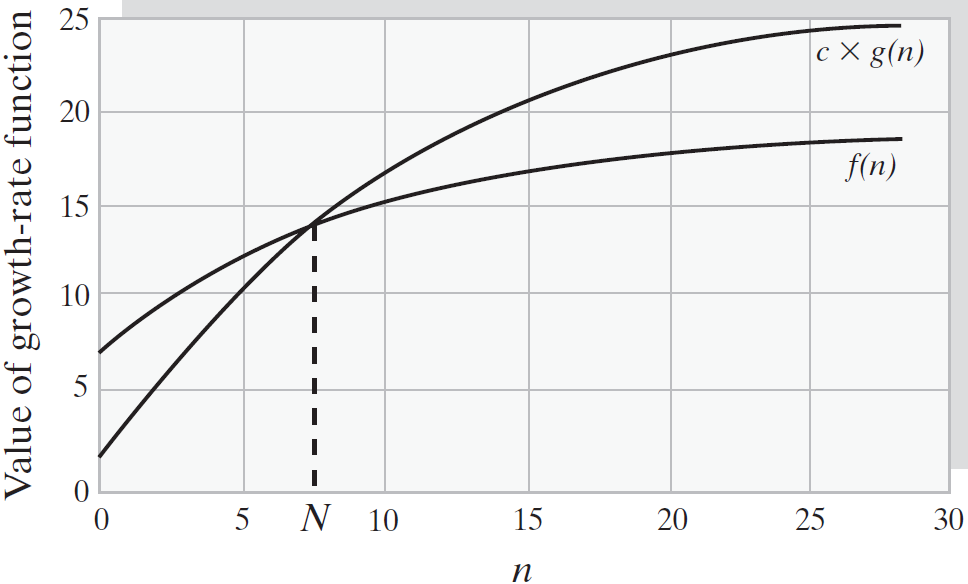 Value of growth-rate function
25
20
15
10
5
0
c × g(n)
f(n)
0 5 N 10 15 20 25 30
n